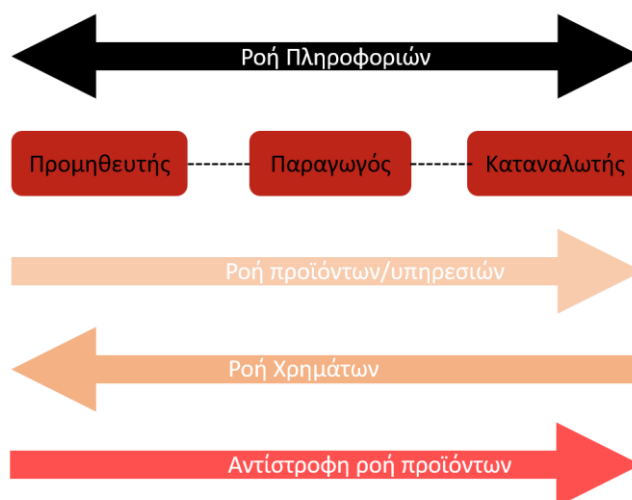 Ροή Πληροφοριών
Προμηθευτής Παραγωγός Καταναλωτής
Ροή προϊόντων/υπηρεσιών
Ροή Χρημάτων
Αντίστροφη ροή προϊόντων